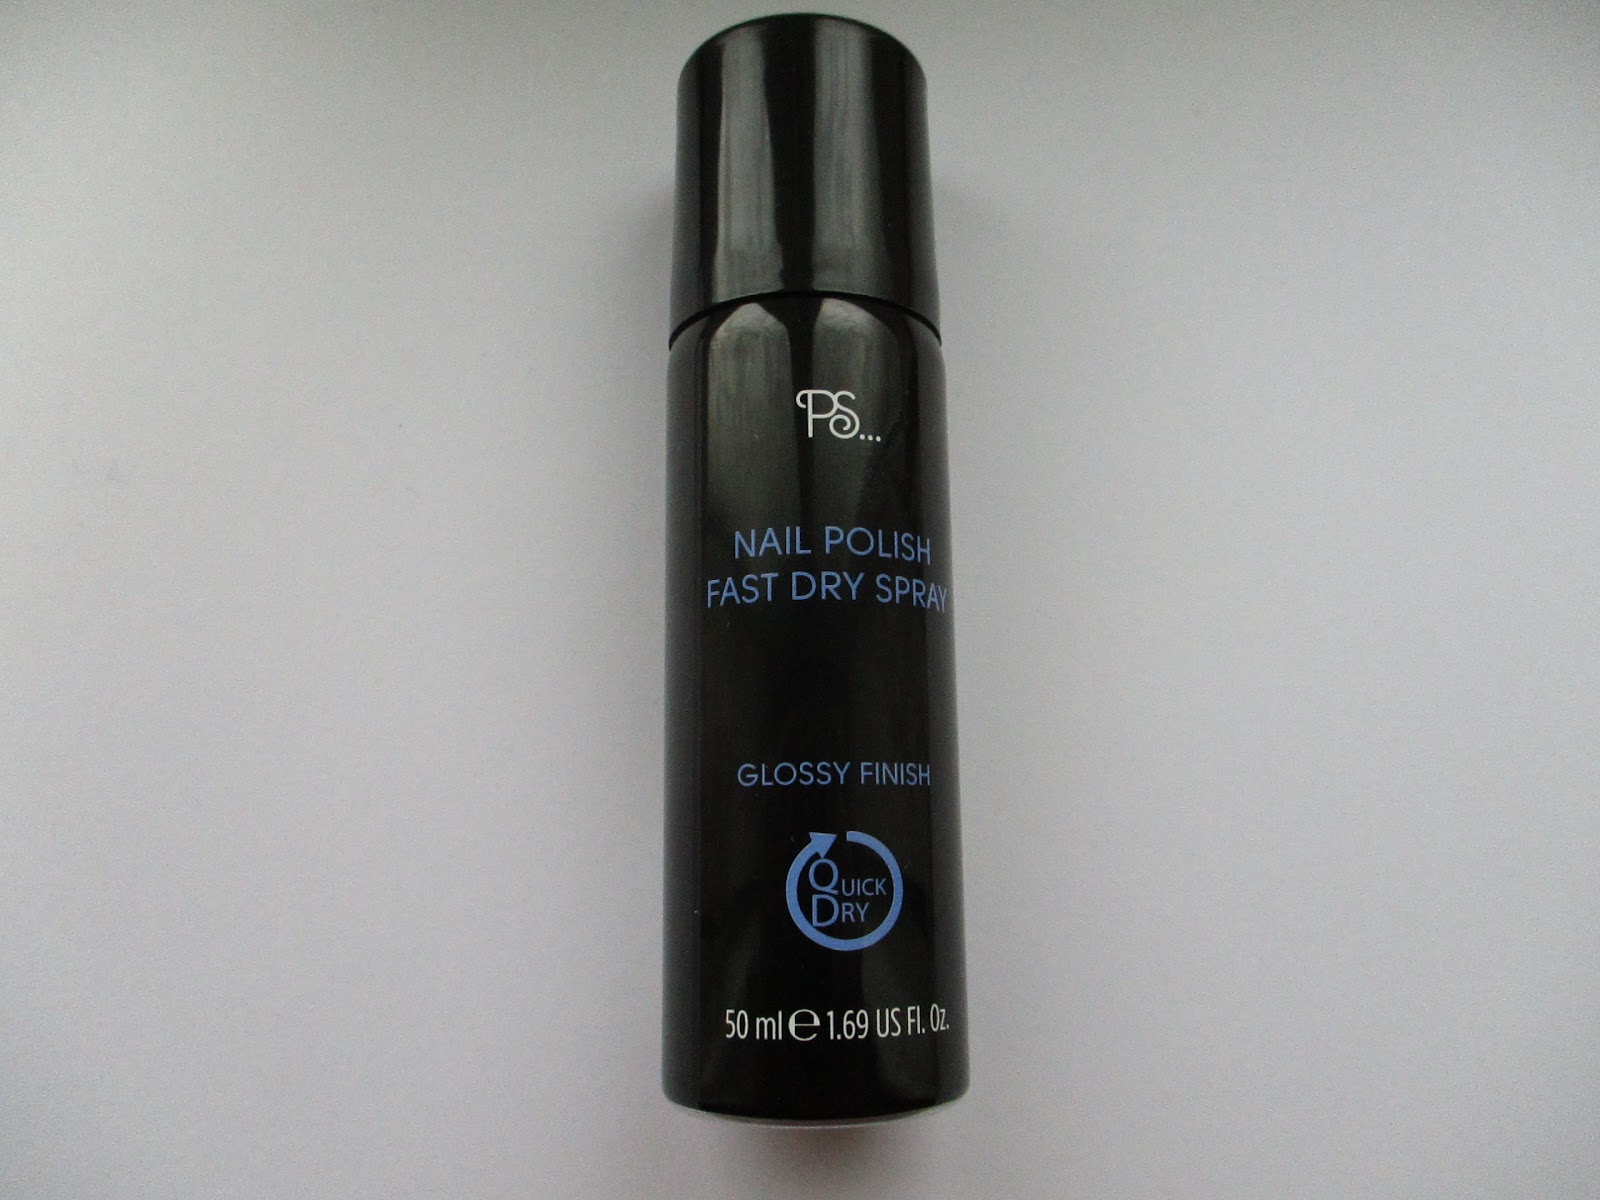 PS...
NAIL POLISH
FAST DRY SPRAY
GLOSSY FINISH
QUICK
DRY
50 ml e 1.69 US Fl. Oz.